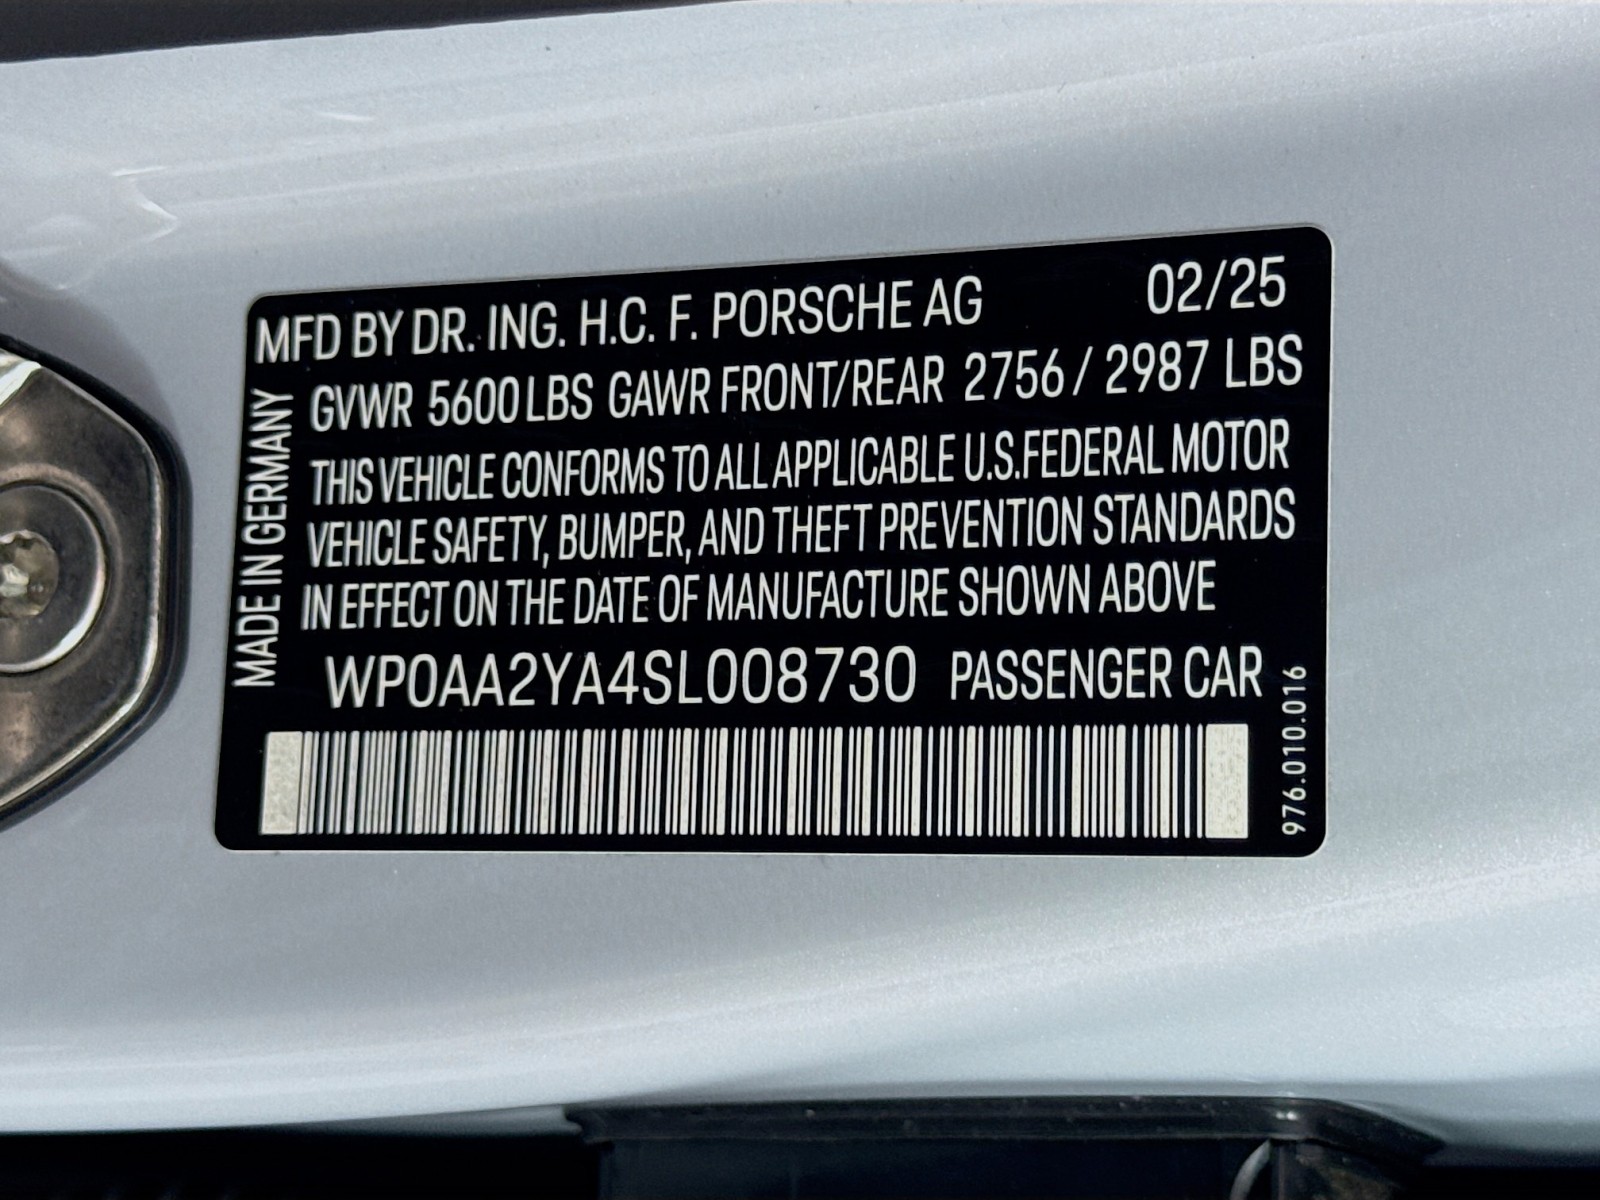 MFD BY DR. ING. H.C. F. PORSCHE AG 02/25
GVWR 5600 LBS GAWR FRONT/REAR 2756 / 2987 LBS
THIS VEHICLE CONFORMS TO ALL APPLICABLE U.S.FEDERAL MOTOR
VEHICLE SAFETY, BUMPER, AND THEFT PREVENTION STANDARDS
IN EFFECT ON THE DATE OF MANUFACTURE SHOWN ABOVE
WP0AA2YA4SL008730 PASSENGER CAR
MADE IN GERMANY
976.010.016